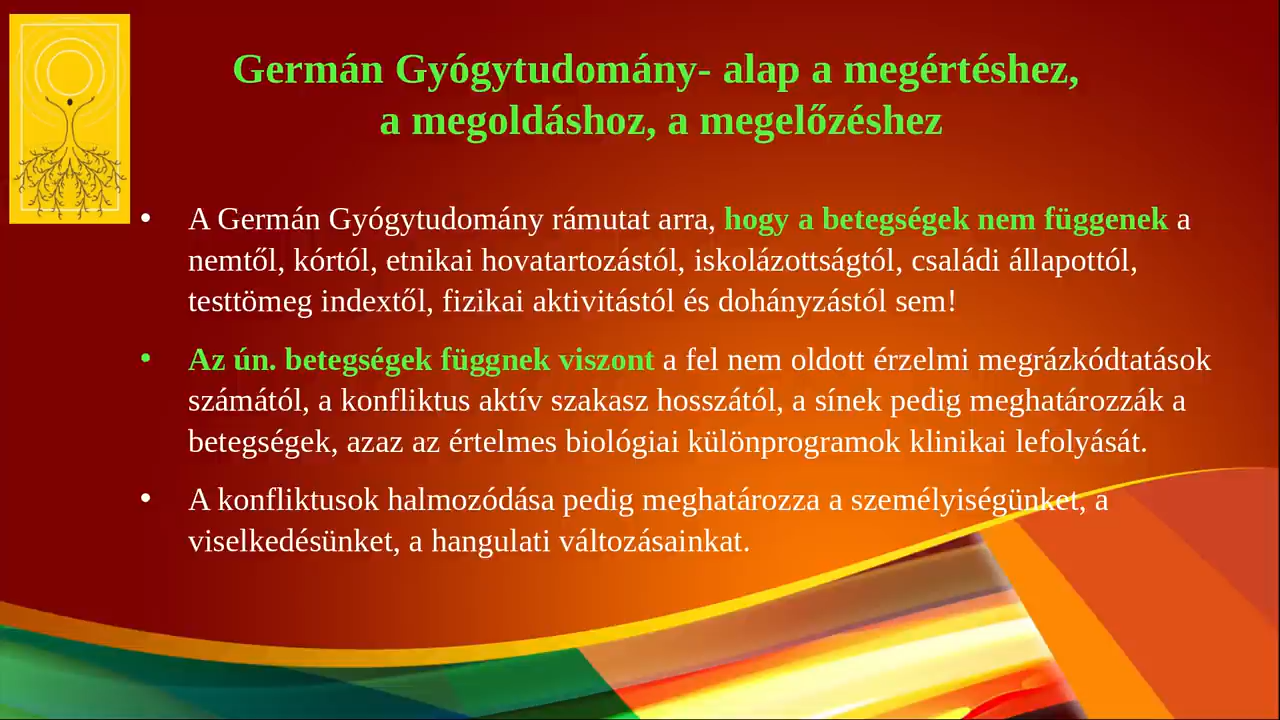 Germán Gyógytudomány- alap a megértéshez,
a megoldáshoz, a megelőzéshez
• A Germán Gyógytudomány rámutat arra, hogy a betegségek nem függenek a
nemtől, kórtól, etnikai hovatartozástól, iskolázottságtól, családi állapottól,
testtömeg indextől, fizikai aktivitástól és dohányzástól sem!
• Az ún. betegségek függnek viszont a fel nem oldott érzelmi megrázkódtatások
számától, a konfliktus aktív szakasz hosszától, a sínek pedig meghatározzák a
betegségek, azaz az értelmes biológiai különprogramok klinikai lefolyását.
• A konfliktusok halmozódása pedig meghatározza a személyiségünket, a
viselkedésünket, a hangulati változásainkat.